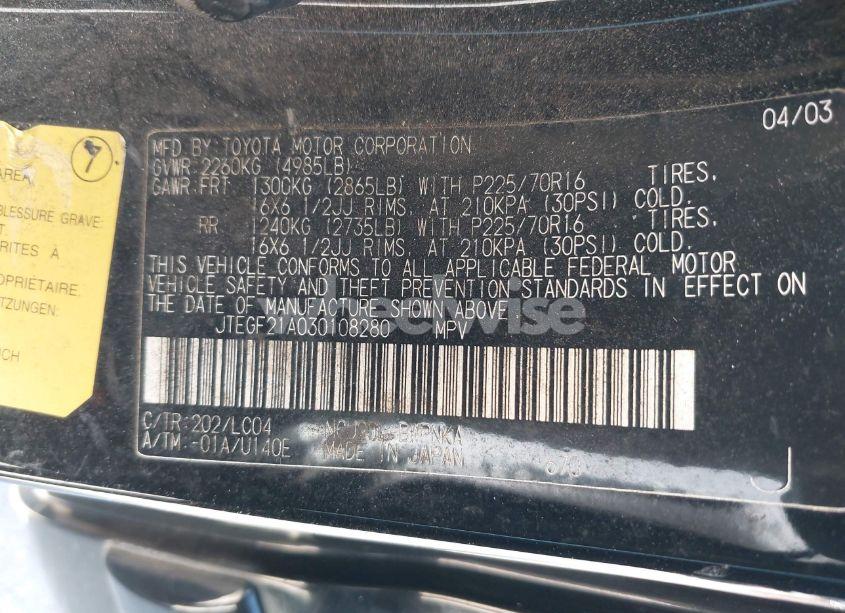 04/03
MFD BY TOYOTA MOTOR CORPORATION
GVWR 2260KG (4985LB)
GAWR:FRT 1300KG (2865LB) WITH P225/70R16 TIRES,
16X6 1/2JJ RIMS, AT 210KPA (30PSI) COLD.
RR 1240KG (2735LB) WITH P225/70R16 TIRES,
16X6 1/2JJ RIMS, AT 210KPA (30PSI) COLD.
THIS VEHICLE CONFORMS TO ALL APPLICABLE FEDERAL MOTOR
VEHICLE SAFETY AND THEFT PREVENTION STANDARDS IN EFFECT ON
THE DATE OF MANUFACTURE SHOWN ABOVE.
JTEGF21A030108280 MPV
C/TR:202/LC04
A/TM:-01A/U140E MADE IN JAPAN
AREA
BLESSURE GRAVE
RITES À
OPRIÉTAIRE.
TZUNGEN: